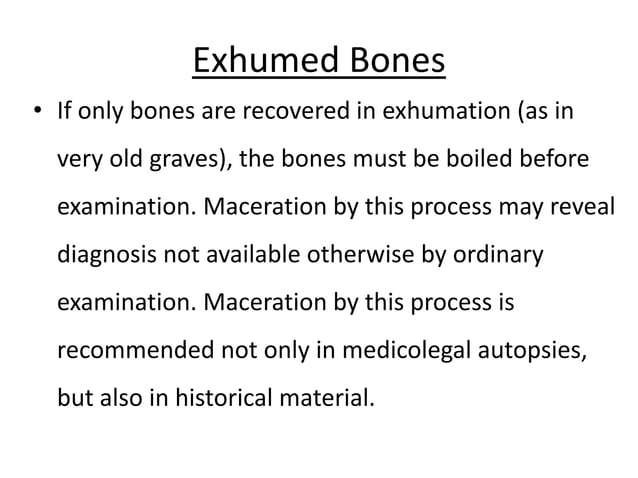 Exhumed Bones
• If only bones are recovered in exhumation (as in
very old graves), the bones must be boiled before
examination. Maceration by this process may reveal
diagnosis not available otherwise by ordinary
examination. Maceration by this process is
recommended not only in medicolegal autopsies,
but also in historical material.